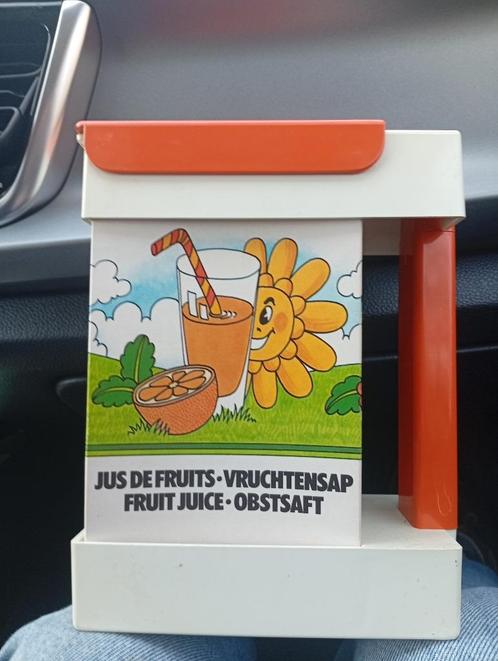 JUS DE FRUITS · VRUCHTENSAP
FRUIT JUICE · OBSTSAFT